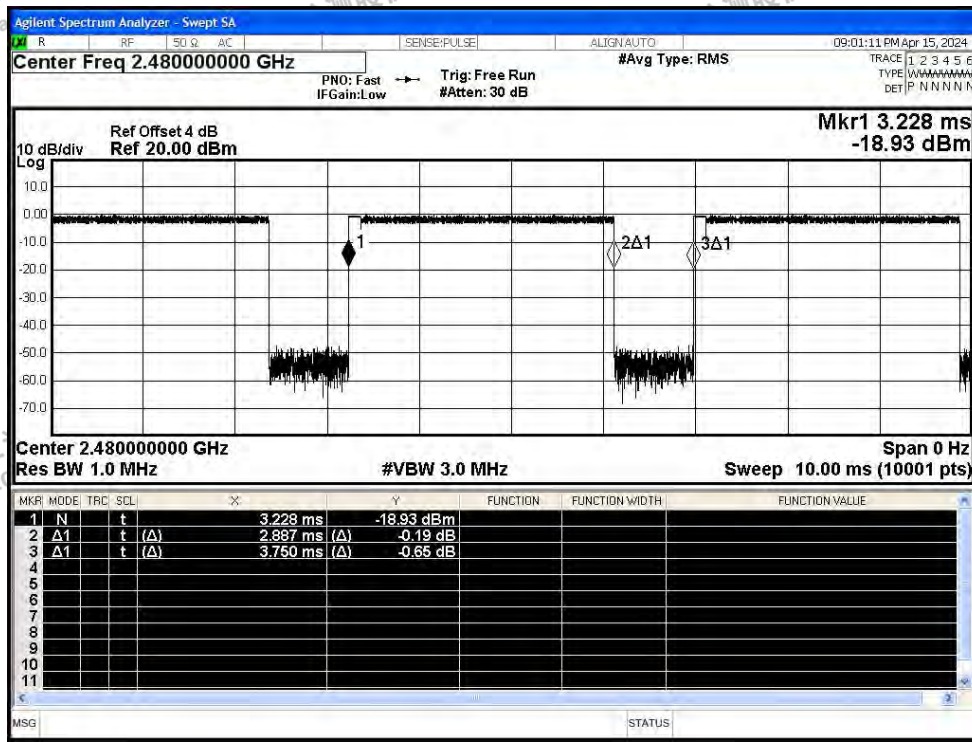 Agilent Spectrum Analyzer - Swept SA
LXI R RF 50 Ω AC SENSE:PULSE ALIGN AUTO 09:01:11 PM Apr 15, 2024
Center Freq 2.480000000 GHz #Avg Type: RMS TRACE 1 2 3 4 5 6
PNO: Fast Trig: Free Run TYPE WWWWWW
IFGain:Low #Atten: 30 dB DET P N N N N N
Mkr1 3.228 ms
Ref Offset 4 dB
10 dB/div Ref 20.00 dBm -18.93 dBm
Log
10.0
0.00
-10.0
1 2Δ1 3Δ1
-20.0
-30.0
-40.0
-50.0
-60.0
-70.0
Center 2.480000000 GHz Span 0 Hz
Res BW 1.0 MHz #VBW 3.0 MHz Sweep 10.00 ms (10001 pts)
MKR MODE TRC SCL X Y FUNCTION FUNCTION WIDTH FUNCTION VALUE
1 N t 3.228 ms -18.93 dBm
2 Δ1 t (Δ) 2.887 ms (Δ) -0.19 dB
3 Δ1 t (Δ) 3.750 ms (Δ) -0.65 dB
4
5
6
7
8
9
10
11
MSG STATUS